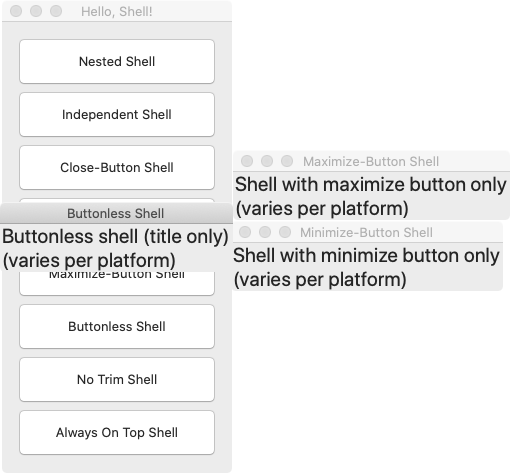 Hello, Shell!
Nested Shell
Independent Shell
Close-Button Shell
Buttonless Shell
Buttonless shell (title only)
(varies per platform)
Maximize-Button Shell
Buttonless Shell
No Trim Shell
Always On Top Shell
Maximize-Button Shell
Shell with maximize button only
(varies per platform)
Minimize-Button Shell
Shell with minimize button only
(varies per platform)